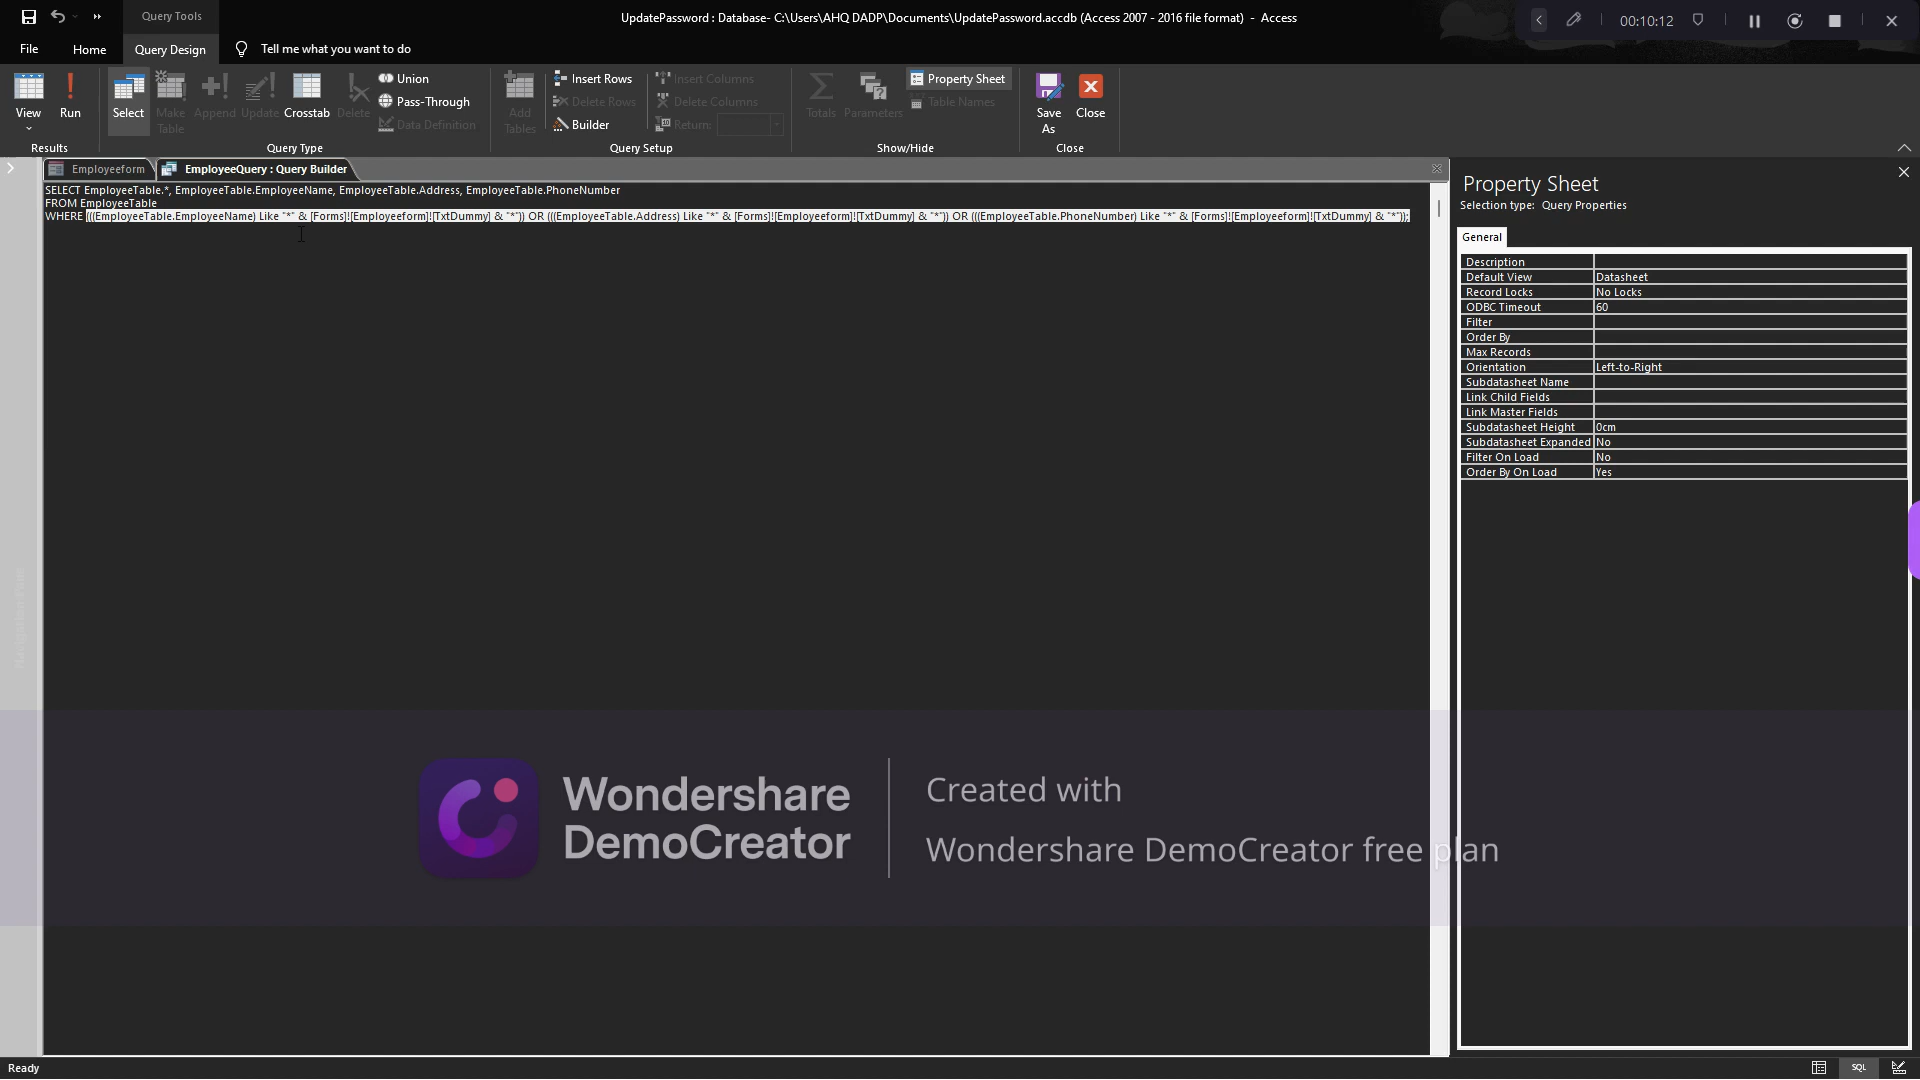 Query Tools
UpdatePassword : Database- C:\Users\AHQ DADP\Documents\UpdatePassword.accdb (Access 2007 - 2016 file format) - Access
00:10:12
File
Home
Query Design
Tell me what you want to do
View
Run
Results
Select
Make Table
Append
Update
Crosstab
Delete
Union
Pass-Through
Data Definition
Query Type
Add Tables
Insert Rows
Delete Rows
Builder
Insert Columns
Delete Columns
Return:
Query Setup
Totals
Parameters
Property Sheet
Table Names
Show/Hide
Save As
Close
Close
Employeeform
EmployeeQuery : Query Builder
SELECT EmployeeTable.*, EmployeeTable.EmployeeName, EmployeeTable.Address, EmployeeTable.PhoneNumber
FROM EmployeeTable
WHERE (((EmployeeTable.EmployeeName) Like "*" & [Forms]![Employeeform]![TxtDummy] & "*")) OR (((EmployeeTable.Address) Like "*" & [Forms]![Employeeform]![TxtDummy] & "*")) OR (((EmployeeTable.PhoneNumber) Like "*" & [Forms]![Employeeform]![TxtDummy] & "*"));
Property Sheet
Selection type: Query Properties
General
Description
Default View Datasheet
Record Locks No Locks
ODBC Timeout 60
Filter
Order By
Max Records
Orientation Left-to-Right
Subdatasheet Name
Link Child Fields
Link Master Fields
Subdatasheet Height 0cm
Subdatasheet Expanded No
Filter On Load No
Order By On Load Yes
Navigation Pane
Wondershare
DemoCreator
Created with
Wondershare DemoCreator free plan
Ready
SQL